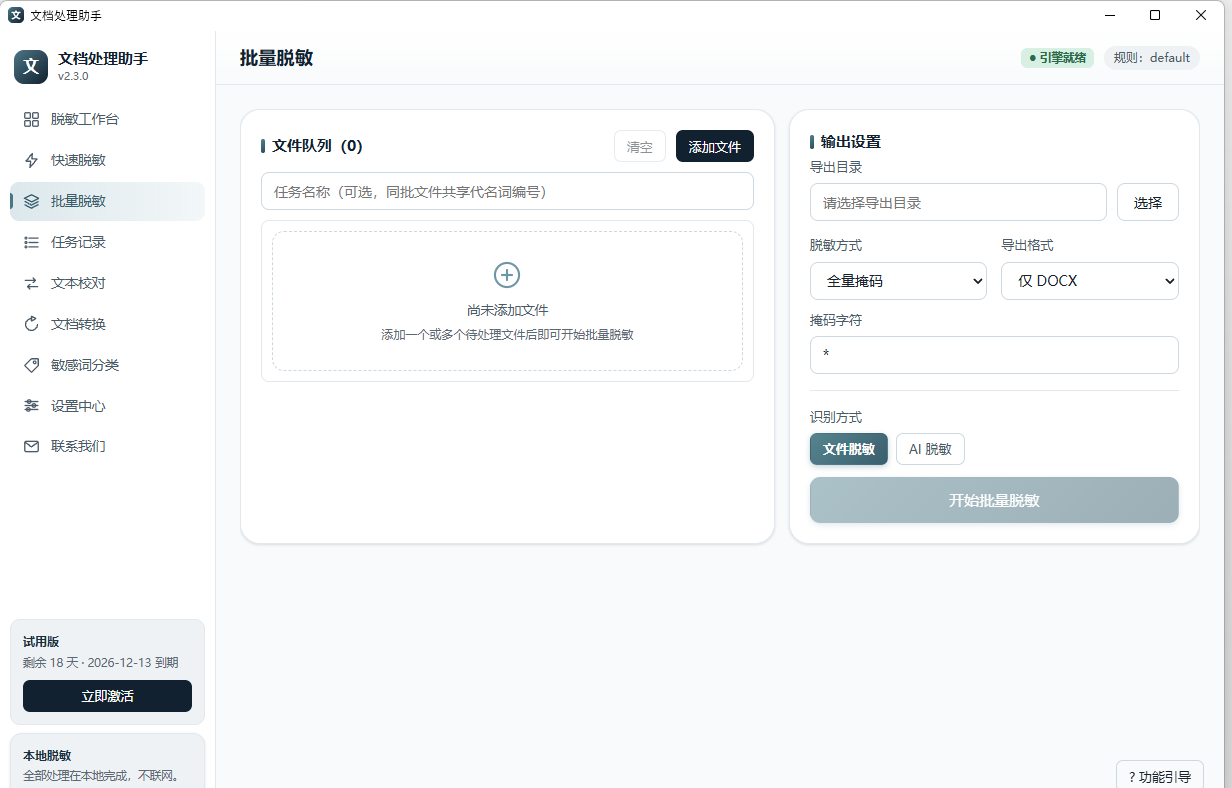 文 文档处理助手
文 文档处理助手
v2.3.0
脱敏工作台
快速脱敏
批量脱敏
任务记录
文本校对
文档转换
敏感词分类
设置中心
联系我们
试用版
剩余 18 天 · 2026-12-13 到期
立即激活
本地脱敏
全部处理在本地完成，不联网。
批量脱敏
引擎就绪
规则：default
文件队列（0）
清空
添加文件
任务名称（可选，同批文件共享代名词编号）
尚未添加文件
添加一个或多个待处理文件后即可开始批量脱敏
输出设置
导出目录
请选择导出目录
选择
脱敏方式
导出格式
全量掩码
仅 DOCX
掩码字符
*
识别方式
文件脱敏
AI 脱敏
开始批量脱敏
? 功能引导